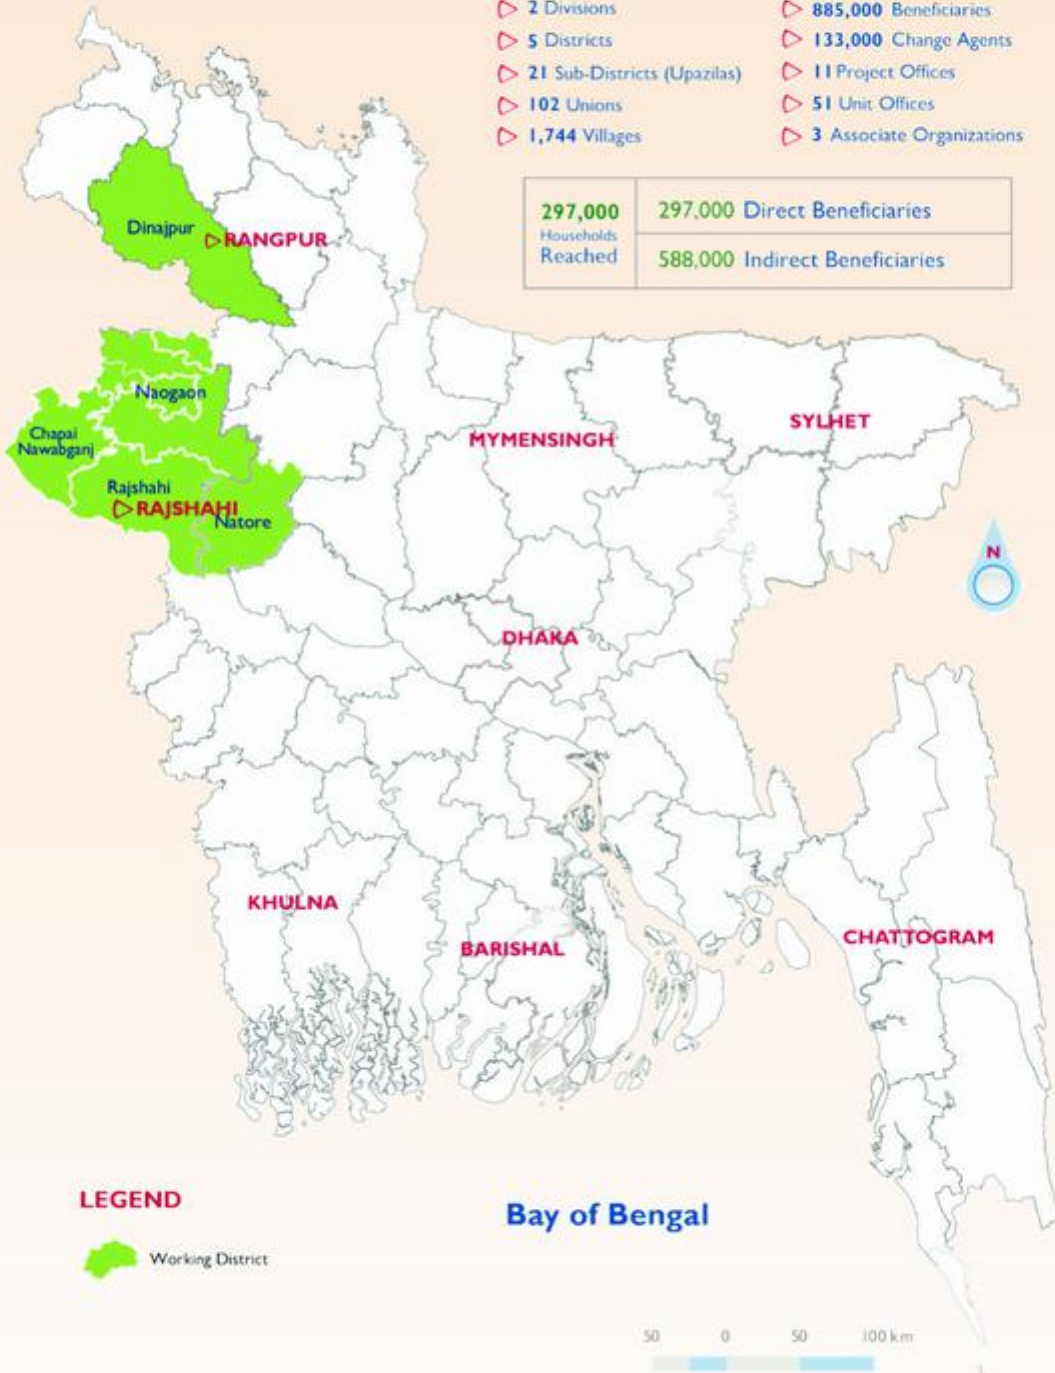 2 Divisions
5 Districts
21 Sub-Districts (Upazilas)
102 Unions
1,744 Villages
885,000 Beneficiaries
133,000 Change Agents
11 Project Offices
51 Unit Offices
3 Associate Organizations
297,000
Households
Reached
297,000 Direct Beneficiaries
588,000 Indirect Beneficiaries
Dinajpur
RANGPUR
Naogaon
Chapai
Nawabganj
Rajshahi
RAJSHAHI
Natore
MYMENSINGH
SYLHET
N
DHAKA
KHULNA
BARISHAL
CHATTOGRAM
LEGEND
Working District
Bay of Bengal
50 0 50 100 km